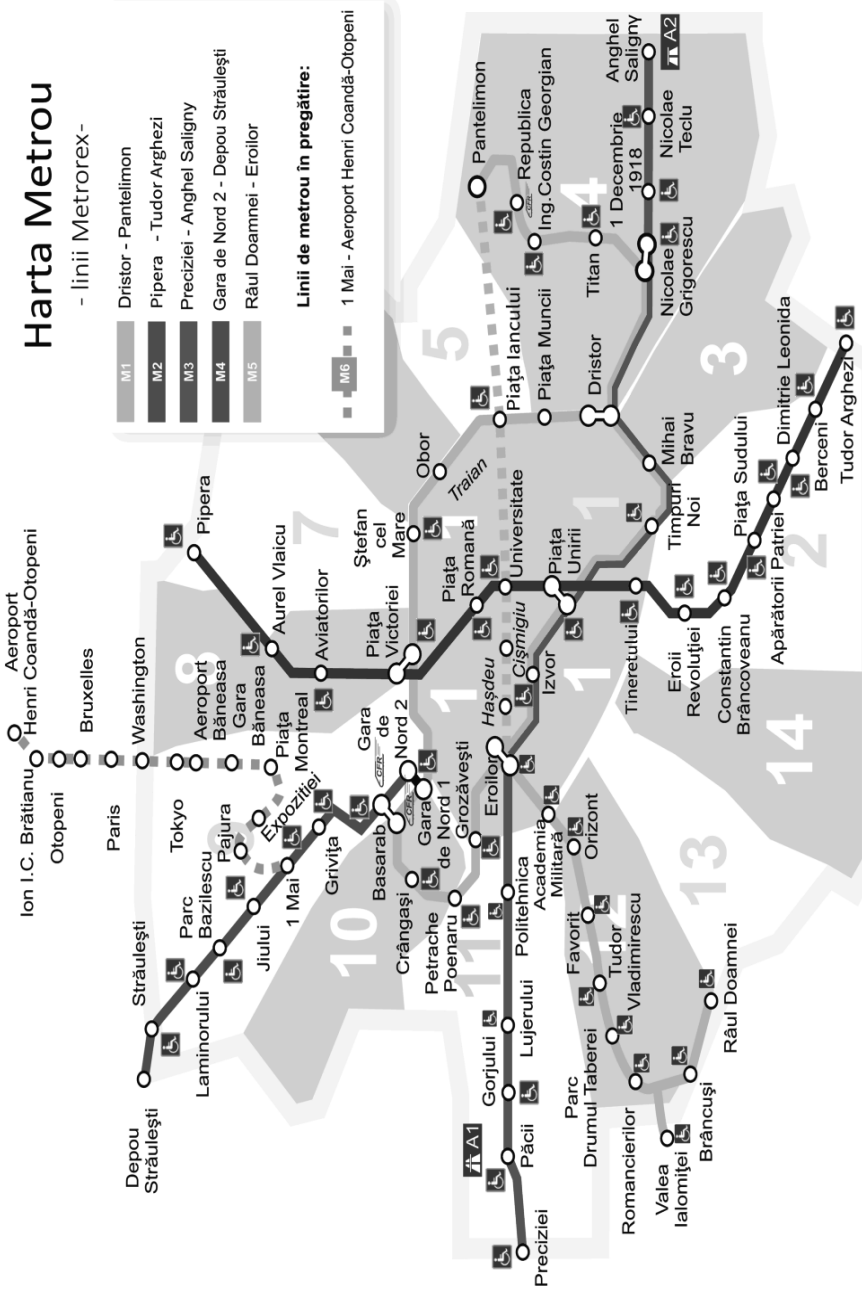 Harta Metrou
- linii Metrorex-
M1
Dristor - Pantelimon
M2
Pipera - Tudor Arghezi
M3
Preciziei - Anghel Saligny
M4
Gara de Nord 2 - Depou Străulești
M5
Râul Doamnei - Eroilor
Linii de metrou în pregătire:
M6
1 Mai - Aeroport Henri Coandă-Otopeni
Aeroport
Henri Coandă-Otopeni
Ion I.C. Brătianu
Otopeni
Bruxelles
Paris
Washington
Tokyo
Aeroport
Băneasa
Gara
Băneasa
Piața
Montreal
Expozitiei
Pajura
1 Mai
Depou
Străulești
Străulești
Laminorului
Parc
Bazilescu
Jiului
Grivița
Basarab
Gara
de
Nord 2
CFR
CFR
Gara
de Nord 1
Crângași
Petrache
Poenaru
Grozăvești
Eroilor
Pipera
Aurel Vlaicu
Aviatorilor
Piața
Victoriei
Piața
Romană
Universitate
Piața
Unirii
Tineretului
Eroii
Revoluției
Constantin
Brâncoveanu
Piața Sudului
Apărătorii Patriei
Dimitrie Leonida
Berceni
Tudor Arghezi
Ștefan
cel
Mare
Obor
Traian
Piața Iancului
Piața Muncii
Dristor
Mihai
Bravu
Timpuri
Noi
Izvor
Hașdeu
Cișmigiu
Pantelimon
Republica
CFR
Ing.Costin Georgian
Titan
Nicolae
Grigorescu
1 Decembrie
1918
Nicolae
Teclu
Anghel
Saligny
A2
Preciziei
A1
Păcii
Gorjului
Lujerului
Politehnica
Academia
Militară
Orizont
Favorit
Tudor
Vladimirescu
Parc
Drumul Taberei
Romancierilor
Valea
Ialomiței
Brâncuși
Râul Doamnei
1
1
1
1
2
3
4
5
7
8
9
10
11
12
13
14